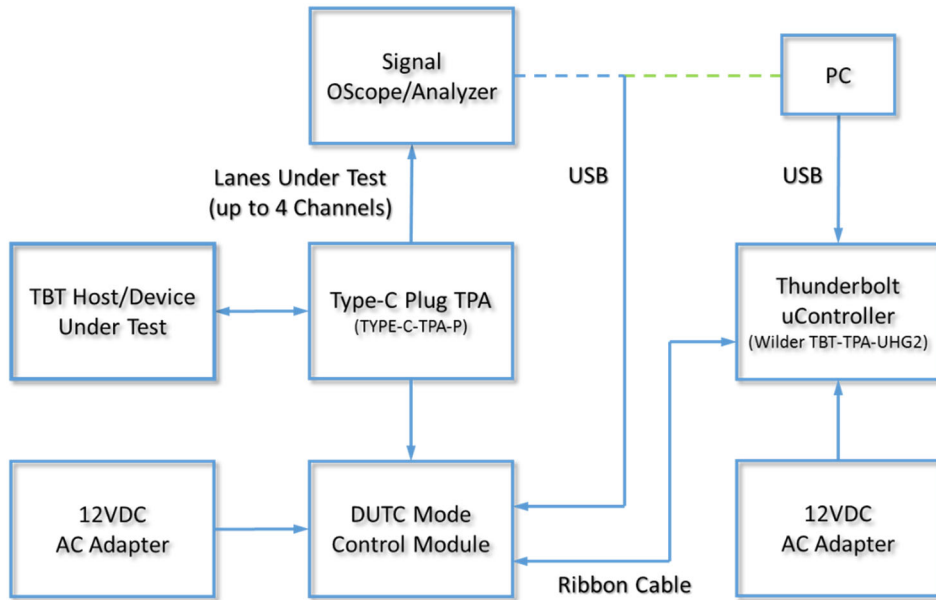 Signal
OScope/Analyzer
PC
Lanes Under Test
(up to 4 Channels)
USB
USB
TBT Host/Device
Under Test
Type-C Plug TPA
(TYPE-C-TPA-P)
Thunderbolt
uController
(Wilder TBT-TPA-UHG2)
12VDC
AC Adapter
DUTC Mode
Control Module
12VDC
AC Adapter
Ribbon Cable